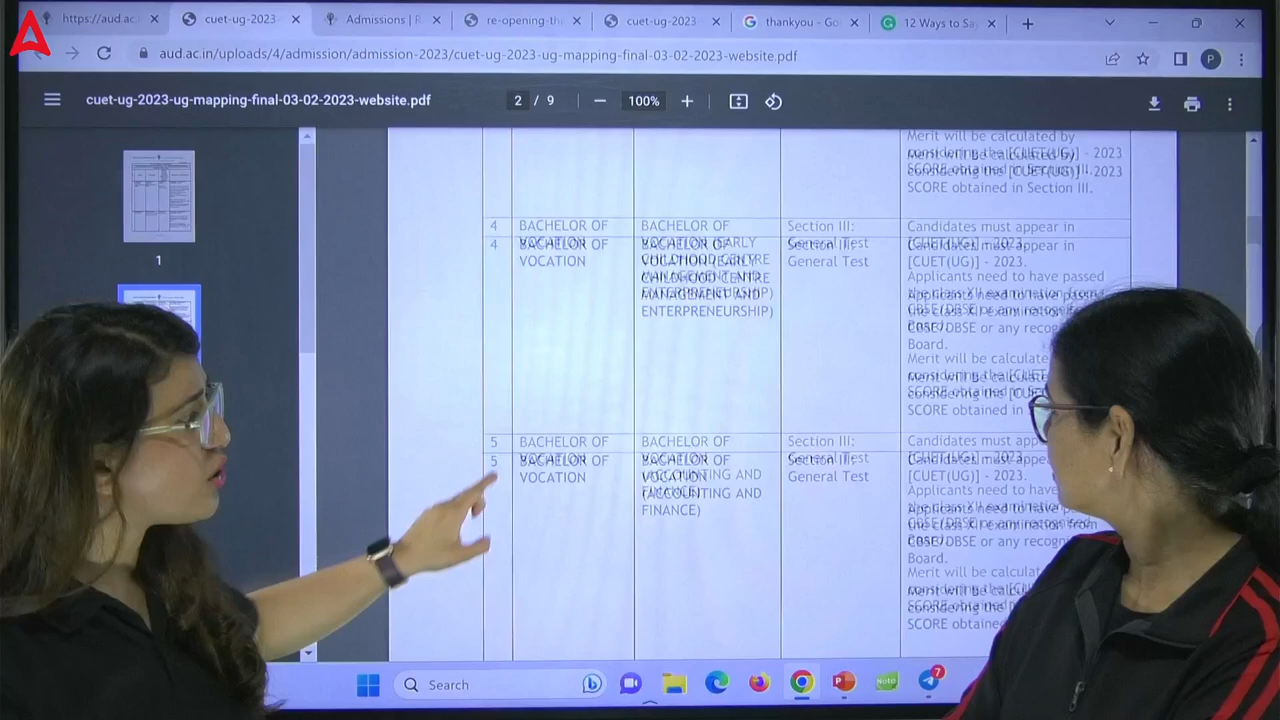 https://aud.ac.
cuet-ug-2023
Admissions | R
re-opening-th
cuet-ug-2023
thankyou - Go
12 Ways to Sa
aud.ac.in/uploads/4/admission/admission-2023/cuet-ug-2023-ug-mapping-final-03-02-2023-website.pdf
P
cuet-ug-2023-ug-mapping-final-03-02-2023-website.pdf
2 / 9
100%
1
Merit will be calculated by
considering the [CUET(UG)] - 2023
SCORE obtained in Section III.
4
BACHELOR OF
VOCATION
BACHELOR OF
VOCATION (EARLY
CHILDHOOD CENTRE
MANAGEMENT AND
ENTERPRENEURSHIP)
Section III:
General Test
Candidates must appear in
[CUET(UG)] - 2023.
Applicants need to have passed
the class XII examination from
CBSE/DBSE or any recog
Board.
Merit will be calculate
considering the [CUET
SCORE obtained in
5
BACHELOR OF
VOCATION
BACHELOR OF
VOCATION
(ACCOUNTING AND
FINANCE)
Section III:
General Test
Candidates must app
[CUET(UG)] - 2023.
Applicants need to have
the class XII examination from
CBSE/DBSE or any recogn
Board.
Merit will be calculat
considering the
SCORE obtaine
Search
Note
7